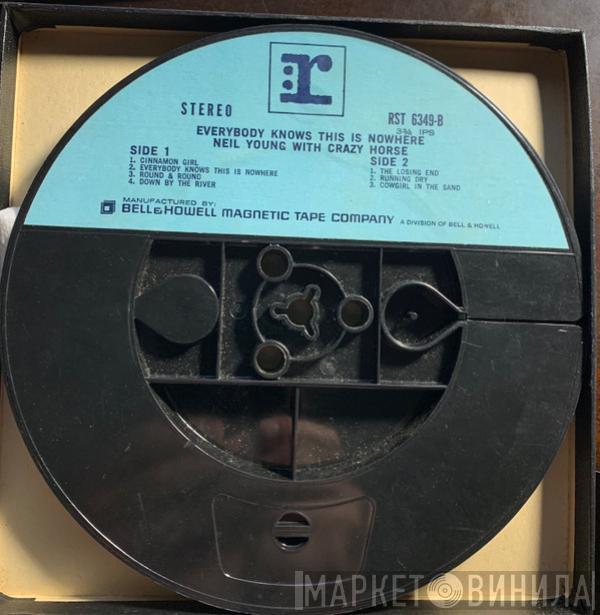 r
STEREO
RST 6349-B
3¾ IPS
EVERYBODY KNOWS THIS IS NOWHERE
NEIL YOUNG WITH CRAZY HORSE
SIDE 1
1. CINNAMON GIRL
2. EVERYBODY KNOWS THIS IS NOWHERE
3. ROUND & ROUND
4. DOWN BY THE RIVER
SIDE 2
1. THE LOSING END
2. RUNNING DRY
3. COWGIRL IN THE SAND
MANUFACTURED BY:
BELL & HOWELL MAGNETIC TAPE COMPANY A DIVISION OF BELL & HOWELL
МАРКЕТ ВИНИЛА